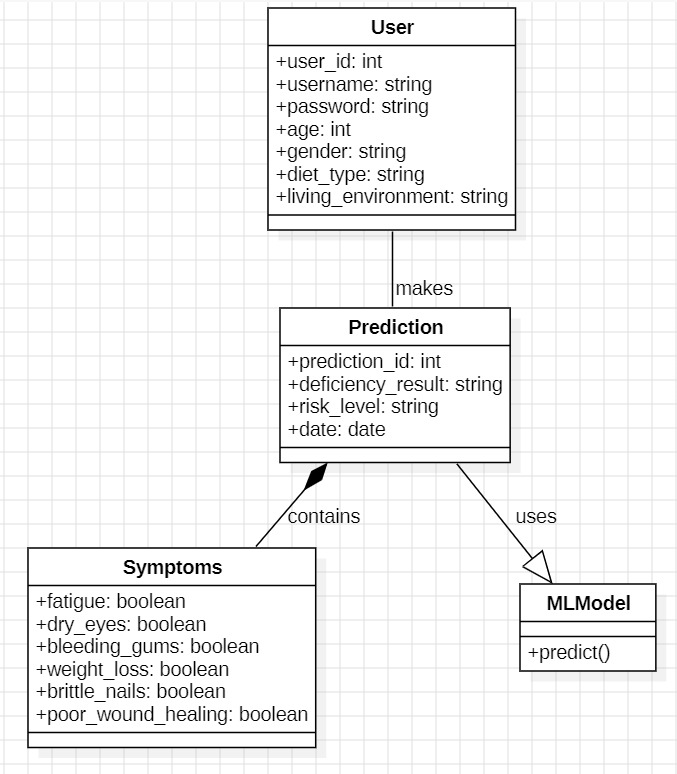 User
+user_id: int
+username: string
+password: string
+age: int
+gender: string
+diet_type: string
+living_environment: string
makes
Prediction
+prediction_id: int
+deficiency_result: string
+risk_level: string
+date: date
contains
uses
Symptoms
+fatigue: boolean
+dry_eyes: boolean
+bleeding_gums: boolean
+weight_loss: boolean
+brittle_nails: boolean
+poor_wound_healing: boolean
MLModel
+predict()